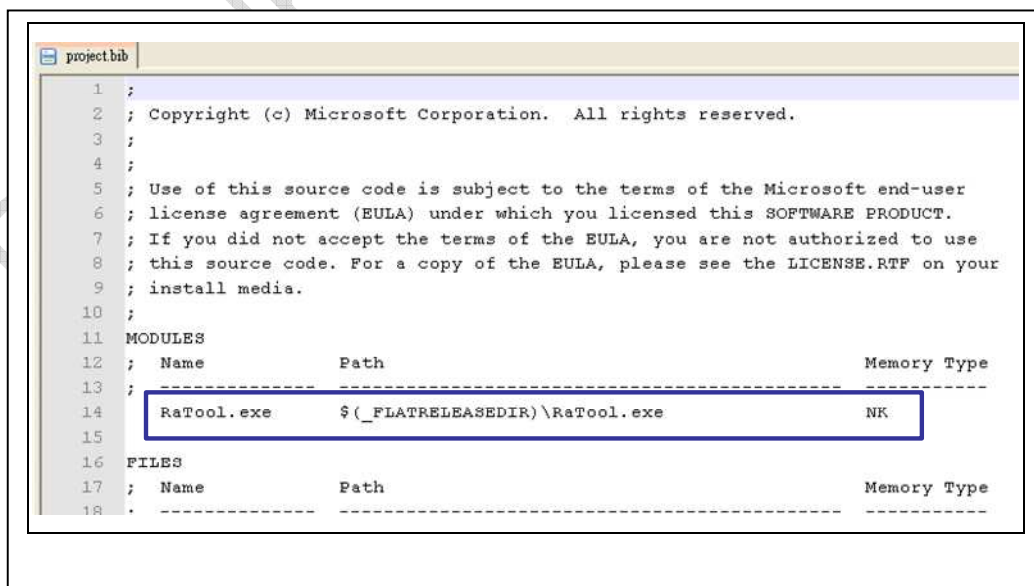 project.bib
1 ;
2 ; Copyright (c) Microsoft Corporation.  All rights reserved.
3 ;
4 ;
5 ; Use of this source code is subject to the terms of the Microsoft end-user
6 ; license agreement (EULA) under which you licensed this SOFTWARE PRODUCT.
7 ; If you did not accept the terms of the EULA, you are not authorized to use
8 ; this source code. For a copy of the EULA, please see the LICENSE.RTF on your
9 ; install media.
10 ;
11 MODULES
12 ;  Name            Path                                           Memory Type
13 ;  --------------  ---------------------------------------------  -----------
14    RaTool.exe      $(_FLATRELEASEDIR)\RaTool.exe                  NK
15
16 FILES
17 ;  Name            Path                                           Memory Type
18 ;  --------------  ---------------------------------------------  -----------